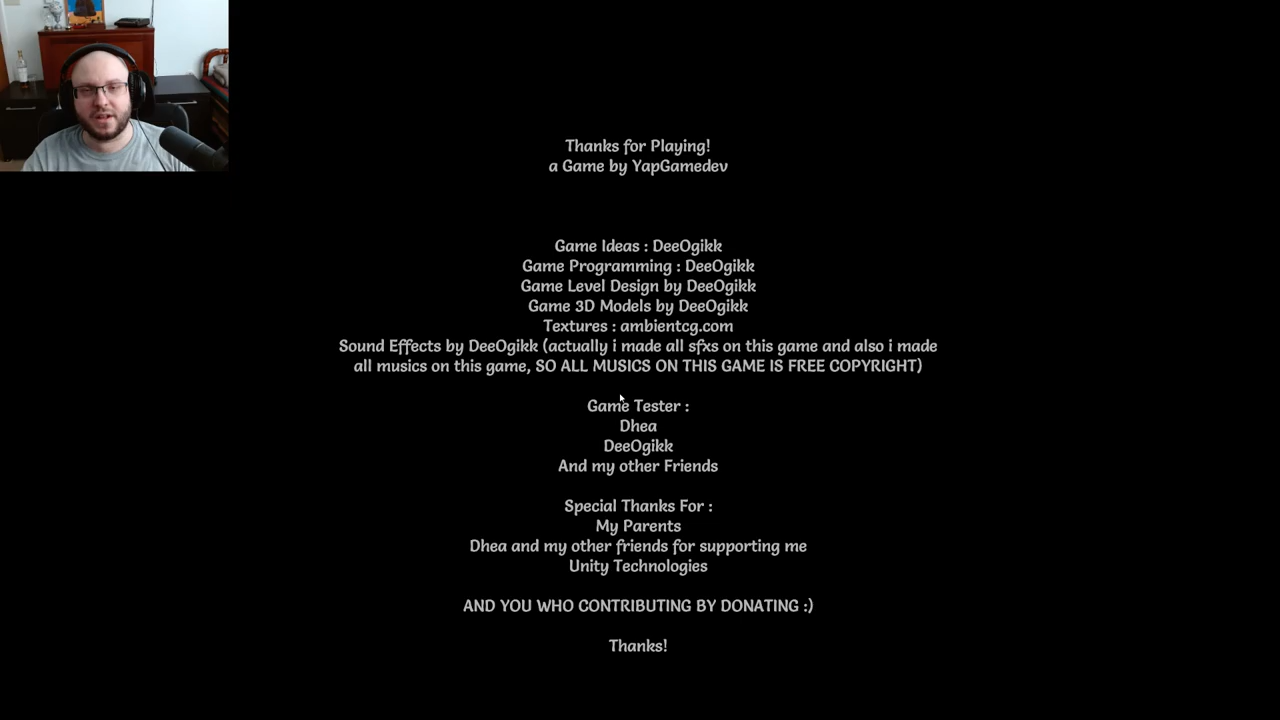 Thanks for Playing!
a Game by YapGamedev
Game Ideas : DeeOgikk
Game Programming : DeeOgikk
Game Level Design by DeeOgikk
Game 3D Models by DeeOgikk
Textures : ambientcg.com
Sound Effects by DeeOgikk (actually i made all sfxs on this game and also i made
all musics on this game, SO ALL MUSICS ON THIS GAME IS FREE COPYRIGHT)
Game Tester :
Dhea
DeeOgikk
And my other Friends
Special Thanks For :
My Parents
Dhea and my other friends for supporting me
Unity Technologies
AND YOU WHO CONTRIBUTING BY DONATING :)
Thanks!